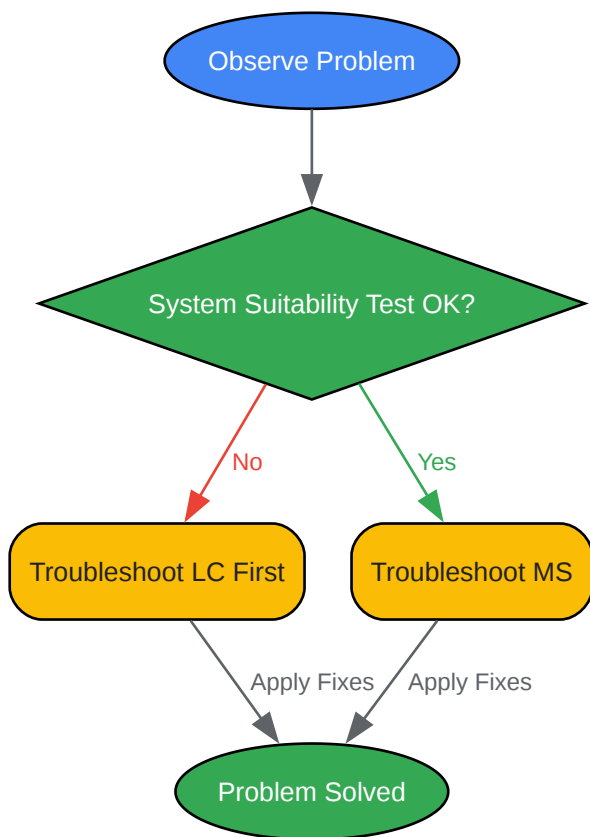 Observe Problem
System Suitability Test OK?
No
Yes
Troubleshoot LC First
Troubleshoot MS
Apply Fixes
Apply Fixes
Problem Solved